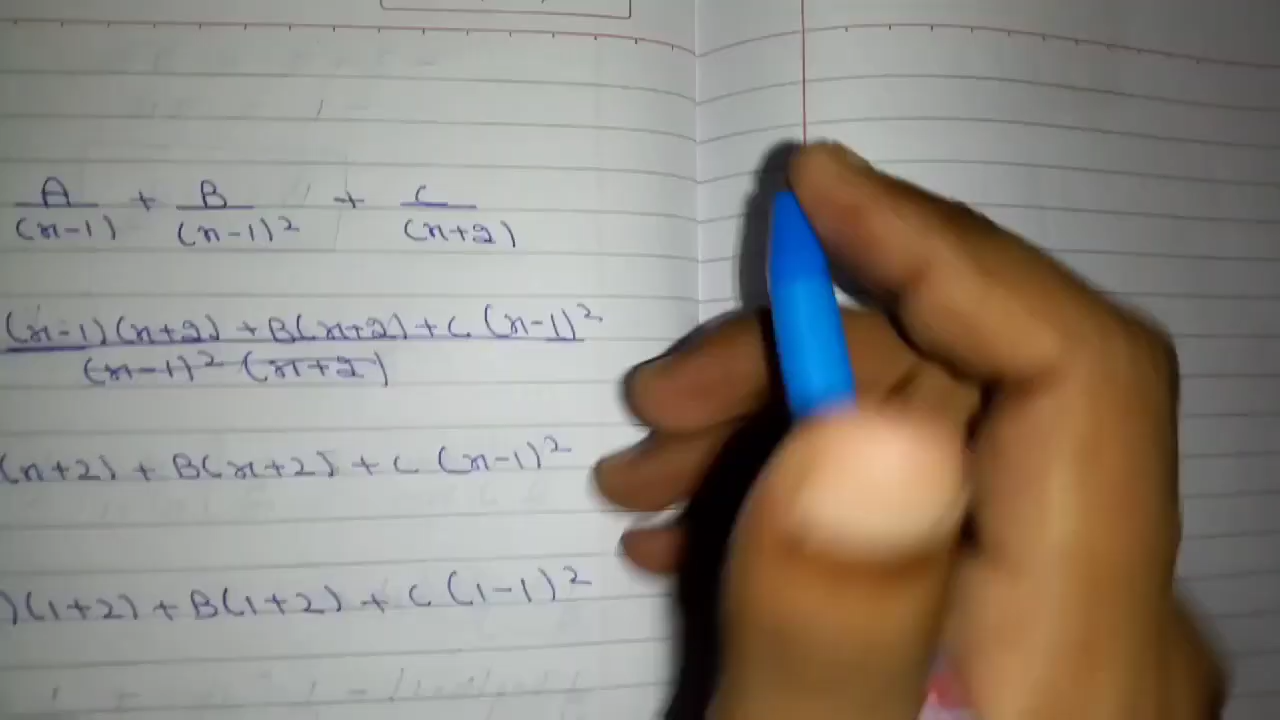 A/(x-1) + B/(x-1)² + C/(x+2)
(x-1)(x+2) + B(x+2) + C(x-1)²/(x-1)²(x+2)
(x+2) + B(x+2) + C(x-1)²
)(1+2) + B(1+2) + C(1-1)²